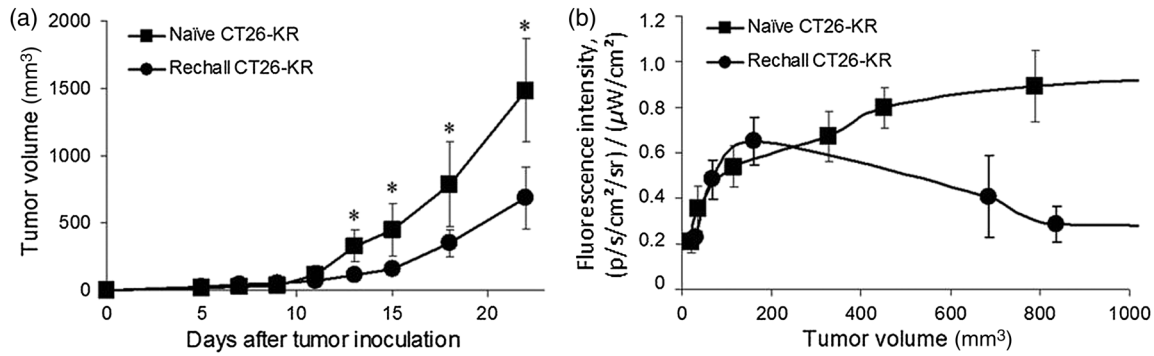 (a)
Tumor volume (mm³)
2000
1500
1000
500
0
Naïve CT26-KR
Rechall CT26-KR
*
*
*
*
0 5 10 15 20
Days after tumor inoculation
(b)
Fluorescence intensity,
(p/s/cm²/sr) / (µW/cm²)
1.2
1.0
0.8
0.6
0.4
0.2
0
Naïve CT26-KR
Rechall CT26-KR
0 200 400 600 800 1000
Tumor volume (mm³)